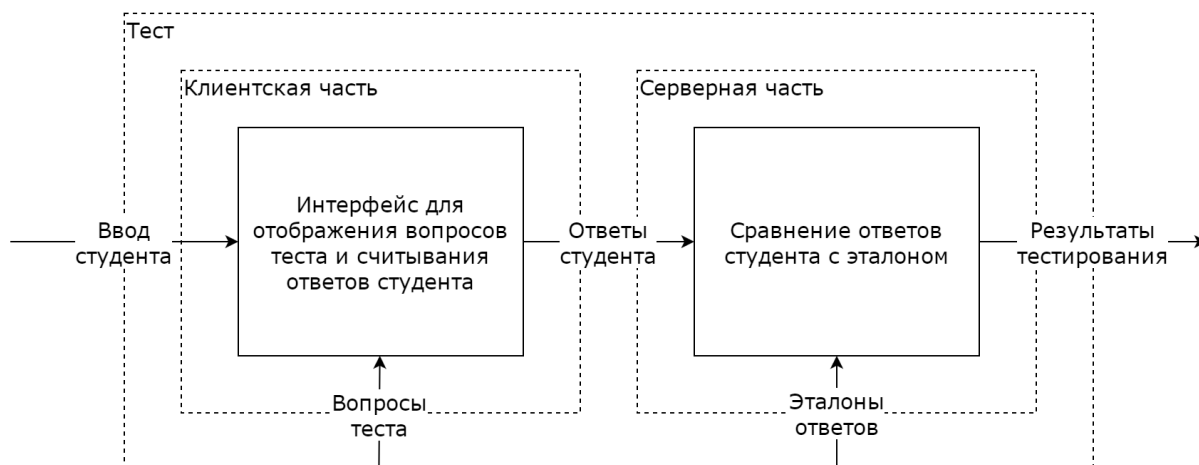 Тест
Клиентская часть
Серверная часть
Ввод
студента
Интерфейс для
отображения вопросов
теста и считывания
ответов студента
Ответы
студента
Сравнение ответов
студента с эталоном
Результаты
тестирования
Вопросы
теста
Эталоны
ответов